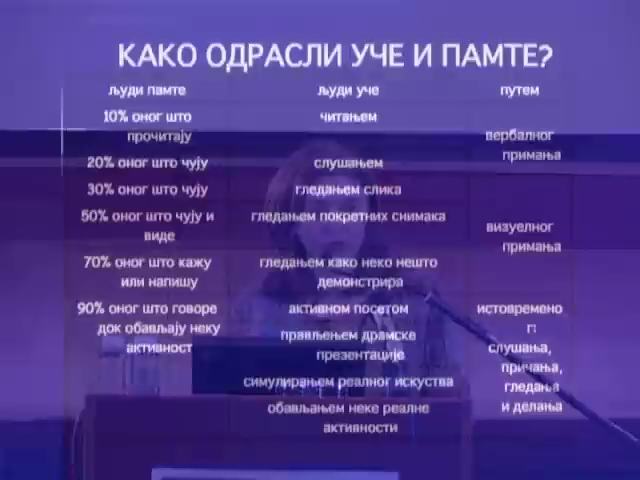 КАКО ОДРАСЛИ УЧЕ И ПАМТЕ?
људи памте људи уче путем
10% оног што читањем
прочитају вербалног
примања
20% оног што чују слушањем
30% оног што чују гледањем слика
50% оног што чују и гледањем покретних снимака
виде визуелног
примања
70% оног што кажу гледањем како неко нешто
или напишу демонстрира
90% оног што говоре активном посетом истовремено
док обављају неку прављењем драмске г:
активност презентације слушања,
причања,
симулирањем реалног искуства гледања
обављањем неке реалне и делања
активности